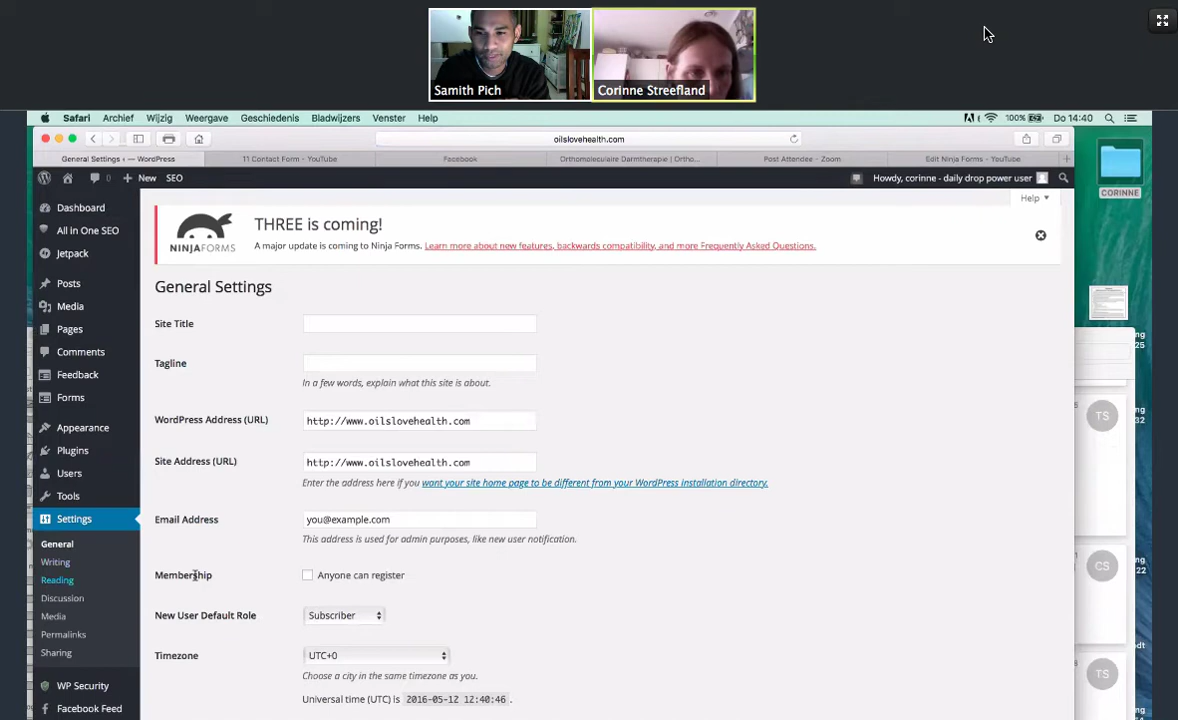 Samith Pich
Corinne Streefland
Safari Archief Wijzig Weergave Geschiedenis Bladwijzers Venster Help
100% Do 14:40
oilslovehealth.com
General Settings ‹ — WordPress
11 Contact Form - YouTube
Facebook
Orthomoleculaire Darmtherapie | Ortho...
Post Attendee - Zoom
Edit Ninja Forms — YouTube
0 New SEO
Howdy, corinne - daily drop power user
CORINNE
Help
Dashboard
All in One SEO
Jetpack
Posts
Media
Pages
Comments
Feedback
Forms
Appearance
Plugins
Users
Tools
Settings
General
Writing
Reading
Discussion
Media
Permalinks
Sharing
WP Security
Facebook Feed
NINJAFORMS
THREE is coming!
A major update is coming to Ninja Forms. Learn more about new features, backwards compatibility, and more Frequently Asked Questions.
General Settings
Site Title
Tagline
In a few words, explain what this site is about.
WordPress Address (URL) http://www.oilslovehealth.com
Site Address (URL) http://www.oilslovehealth.com
Enter the address here if you want your site home page to be different from your WordPress installation directory.
Email Address you@example.com
This address is used for admin purposes, like new user notification.
Membership Anyone can register
New User Default Role Subscriber
Timezone UTC+0
Choose a city in the same timezone as you.
Universal time (UTC) is 2016-05-12 12:40:46 .
ng
25
TS
ng
32
CS
ng
22
TS